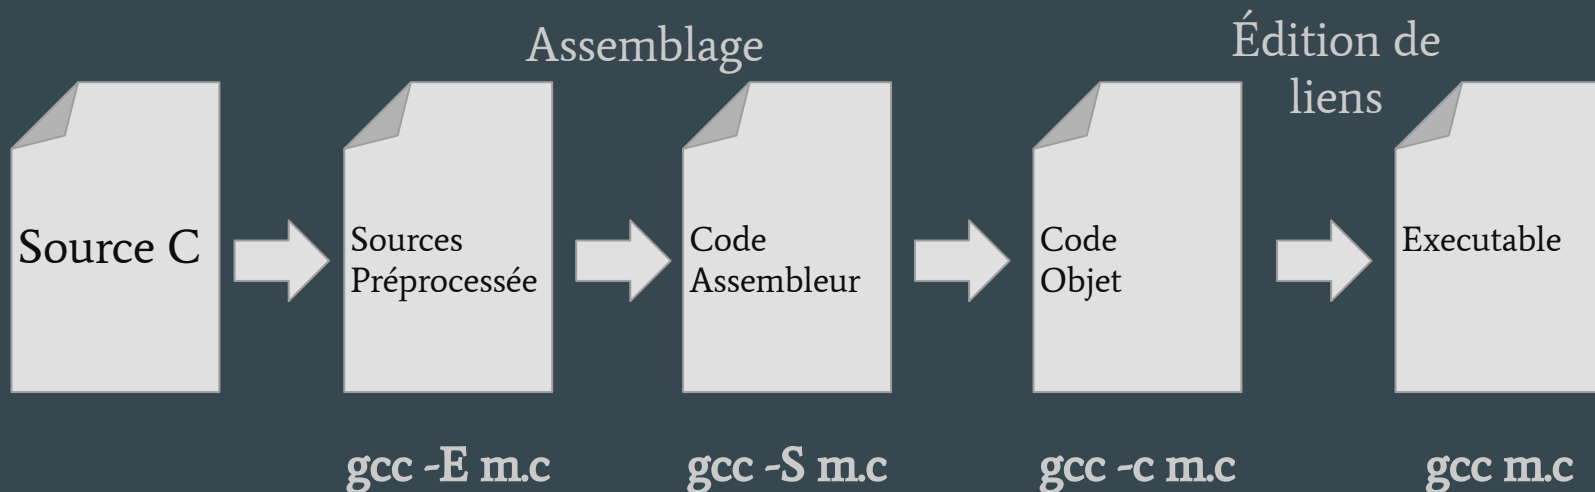 Assemblage
Édition de
liens
Source C
Sources
Préprocessée
Code
Assembleur
Code
Objet
Executable
gcc -E m.c
gcc -S m.c
gcc -c m.c
gcc m.c